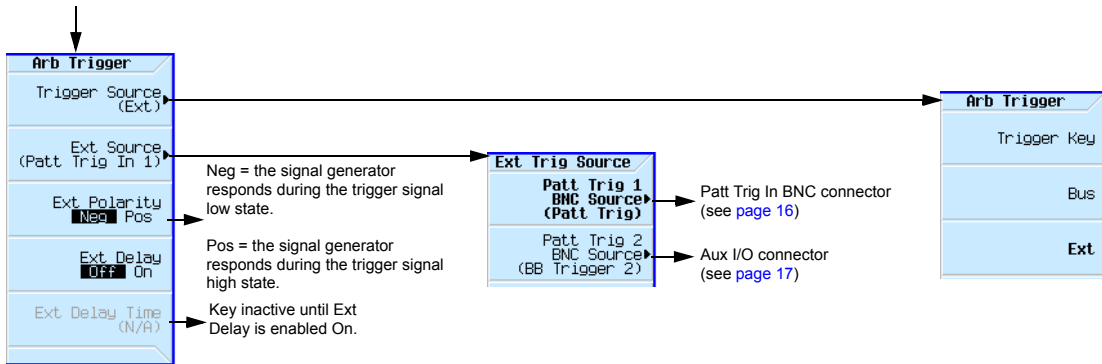 Arb Trigger
Trigger Source
(Ext)
Ext Source
(Patt Trig In 1)
Ext Polarity
Neg Pos
Ext Delay
Off On
Ext Delay Time
(N/A)
Neg = the signal generator
responds during the trigger signal
low state.
Pos = the signal generator
responds during the trigger signal
high state.
Key inactive until Ext
Delay is enabled On.
Ext Trig Source
Patt Trig 1
BNC Source
(Patt Trig)
Patt Trig 2
BNC Source
(BB Trigger 2)
Patt Trig In BNC connector
(see page 16)
Aux I/O connector
(see page 17)
Arb Trigger
Trigger Key
Bus
Ext